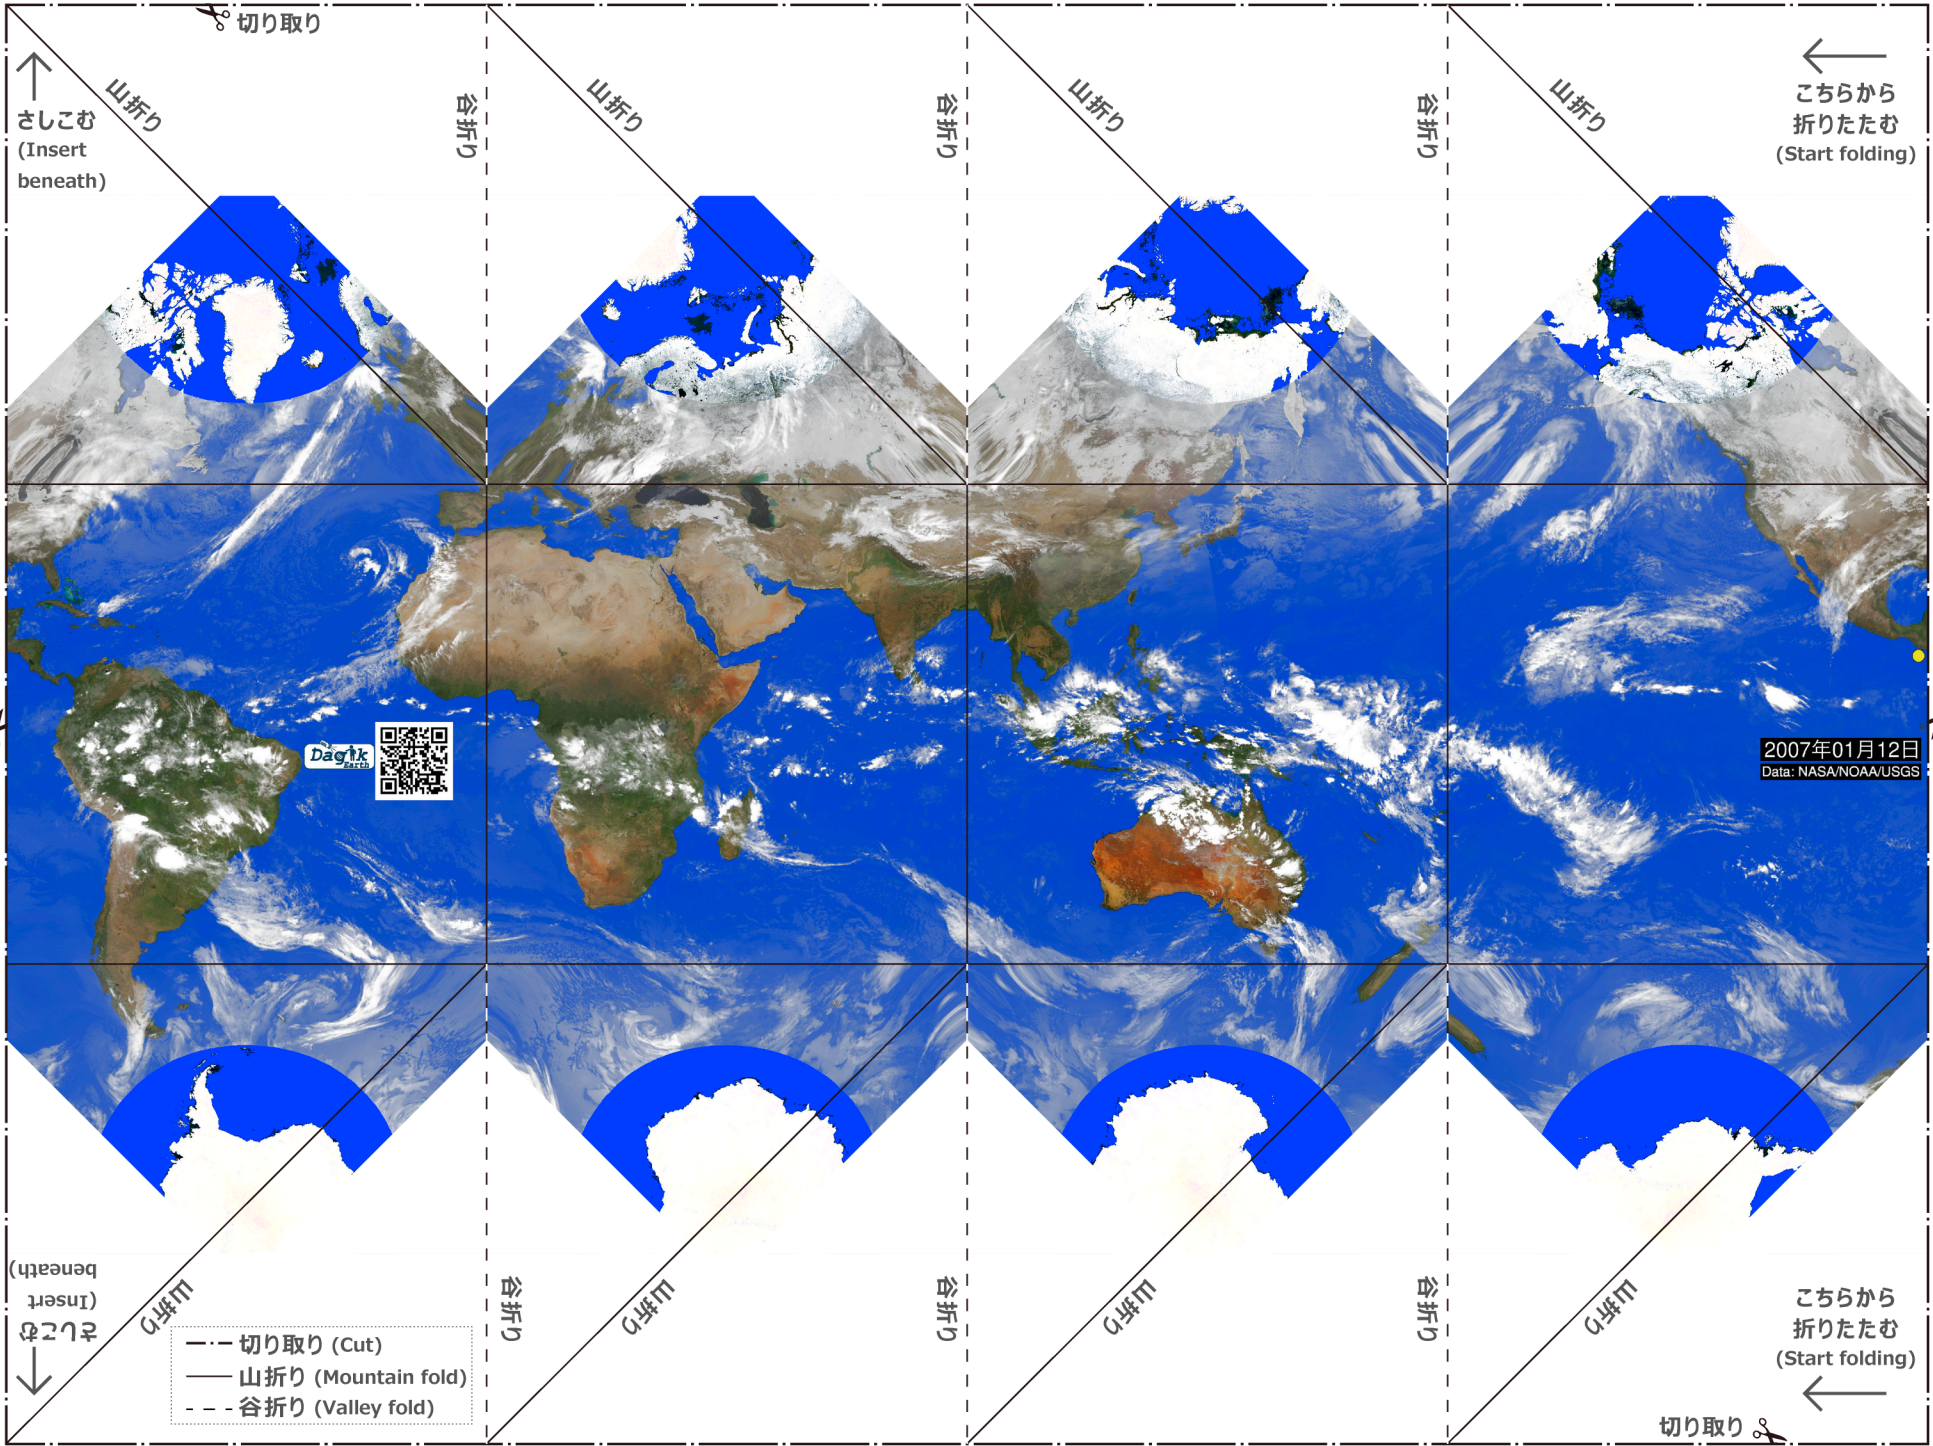 切り取り
山折り
谷折り
山折り
谷折り
山折り
谷折り
山折り
さしこむ
(Insert
beneath)
こちらから
折りたたむ
(Start folding)
Dagik
Earth
2007年01月12日
Data: NASA/NOAA/USGS
さしこむ
(Insert
beneath)
山折り
谷折り
山折り
谷折り
山折り
谷折り
山折り
切り取り (Cut)
山折り (Mountain fold)
谷折り (Valley fold)
こちらから
折りたたむ
(Start folding)
切り取り